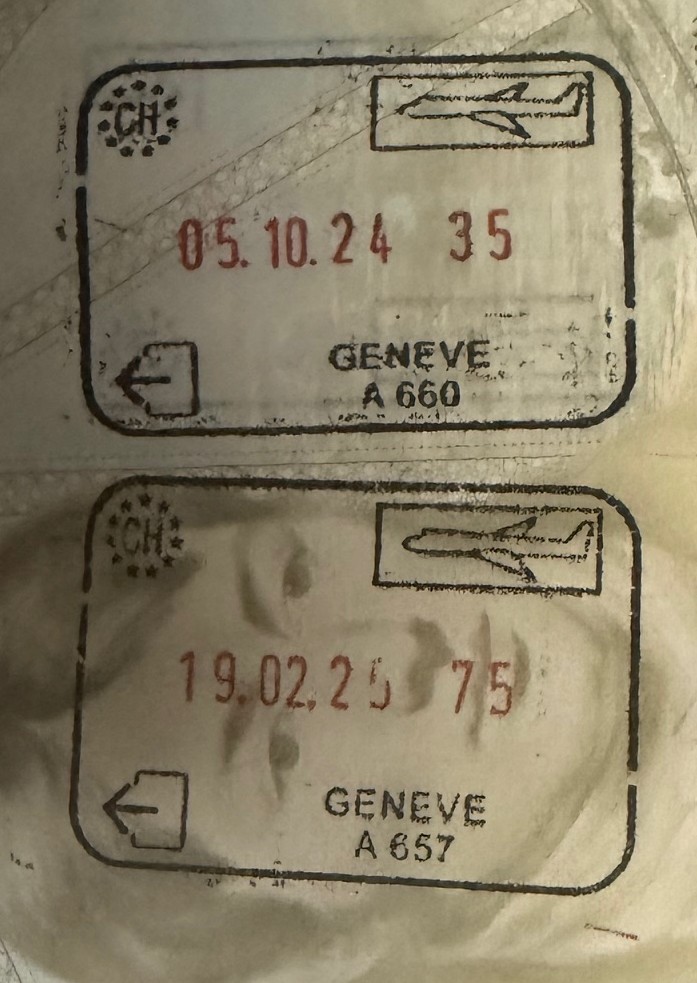 CH
05.10.24 35
GENEVE
A 660
CH
19.02.25 75
GENEVE
A 657